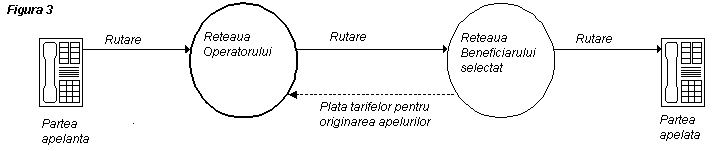 Figura 3
Rutare
Reteaua
Operatorului
Rutare
Reteaua
Beneficiarului
selectat
Rutare
Plata tarifelor pentru
originarea apelurilor
Partea
apelanta
Partea
apelata